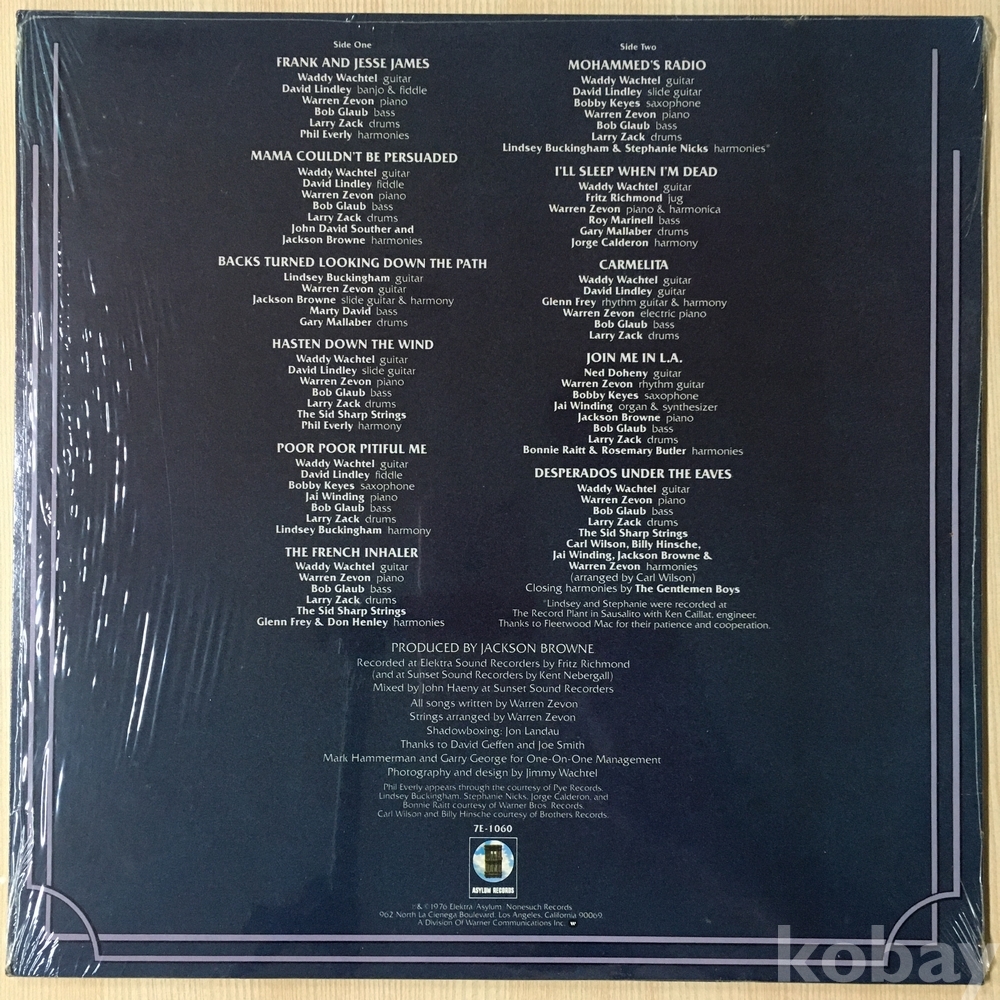 Side One
FRANK AND JESSE JAMES
Waddy Wachtel guitar
David Lindley banjo & fiddle
Warren Zevon piano
Bob Glaub bass
Larry Zack drums
Phil Everly harmonies
MAMA COULDN'T BE PERSUADED
Waddy Wachtel guitar
David Lindley fiddle
Warren Zevon piano
Bob Glaub bass
Larry Zack drums
John David Souther and
Jackson Browne harmonies
BACKS TURNED LOOKING DOWN THE PATH
Lindsey Buckingham guitar
Warren Zevon guitar
Jackson Browne slide guitar & harmony
Marty David bass
Gary Mallaber drums
HASTEN DOWN THE WIND
Waddy Wachtel guitar
David Lindley slide guitar
Warren Zevon piano
Bob Glaub bass
Larry Zack drums
The Sid Sharp Strings
Phil Everly harmony
POOR POOR PITIFUL ME
Waddy Wachtel guitar
David Lindley fiddle
Bobby Keyes saxophone
Jai Winding piano
Bob Glaub bass
Larry Zack drums
Lindsey Buckingham harmony
THE FRENCH INHALER
Waddy Wachtel guitar
Warren Zevon piano
Bob Glaub bass
Larry Zack drums
The Sid Sharp Strings
Glenn Frey & Don Henley harmonies
Side Two
MOHAMMED'S RADIO
Waddy Wachtel guitar
David Lindley slide guitar
Bobby Keyes saxophone
Warren Zevon piano
Bob Glaub bass
Larry Zack drums
Lindsey Buckingham & Stephanie Nicks harmonies*
I'LL SLEEP WHEN I'M DEAD
Waddy Wachtel guitar
Fritz Richmond jug
Warren Zevon piano & harmonica
Roy Marinell bass
Gary Mallaber drums
Jorge Calderon harmony
CARMELITA
Waddy Wachtel guitar
David Lindley guitar
Glenn Frey rhythm guitar & harmony
Warren Zevon electric piano
Bob Glaub bass
Larry Zack drums
JOIN ME IN L.A.
Ned Doheny guitar
Warren Zevon rhythm guitar
Bobby Keyes saxophone
Jai Winding organ & synthesizer
Jackson Browne piano
Bob Glaub bass
Larry Zack drums
Bonnie Raitt & Rosemary Butler harmonies
DESPERADOS UNDER THE EAVES
Waddy Wachtel guitar
Warren Zevon piano
Bob Glaub bass
Larry Zack drums
The Sid Sharp Strings
Carl Wilson, Billy Hinsche,
Jai Winding, Jackson Browne &
Warren Zevon harmonies
(arranged by Carl Wilson)
Closing harmonies by The Gentlemen Boys
*Lindsey and Stephanie were recorded at
The Record Plant in Sausalito with Ken Caillat, engineer.
Thanks to Fleetwood Mac for their patience and cooperation.
PRODUCED BY JACKSON BROWNE
Recorded at Elektra Sound Recorders by Fritz Richmond
(and at Sunset Sound Recorders by Kent Nebergall)
Mixed by John Haeny at Sunset Sound Recorders
All songs written by Warren Zevon
Strings arranged by Warren Zevon
Shadowboxing: Jon Landau
Thanks to David Geffen and Joe Smith
Mark Hammerman and Garry George for One-On-One Management
Photography and design by Jimmy Wachtel
Phil Everly appears through the courtesy of Pye Records.
Lindsey Buckingham, Stephanie Nicks, Jorge Calderon, and
Bonnie Raitt courtesy of Warner Bros. Records.
Carl Wilson and Billy Hinsche courtesy of Brothers Records.
7E-1060
ASYLUM RECORDS
℗ & © 1976 Elektra/Asylum/Nonesuch Records
962 North La Cienega Boulevard, Los Angeles, California 90069.
A Division Of Warner Communications Inc.
kobay